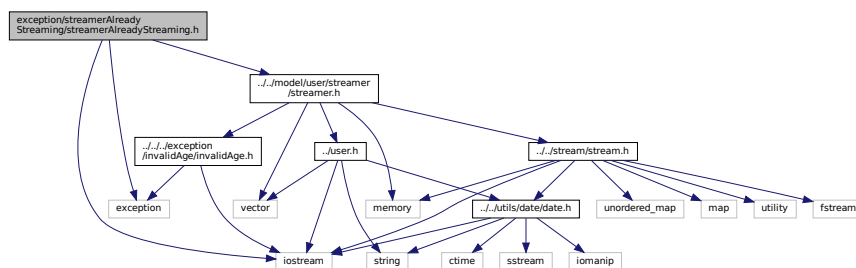 exception/streamerAlready
Streaming/streamerAlreadyStreaming.h
../../model/user/streamer
/streamer.h
../../../exception
/invalidAge/invalidAge.h
../user.h
../../stream/stream.h
exception
vector
memory
../../utils/date/date.h
unordered_map
map
utility
fstream
iostream
string
ctime
sstream
iomanip